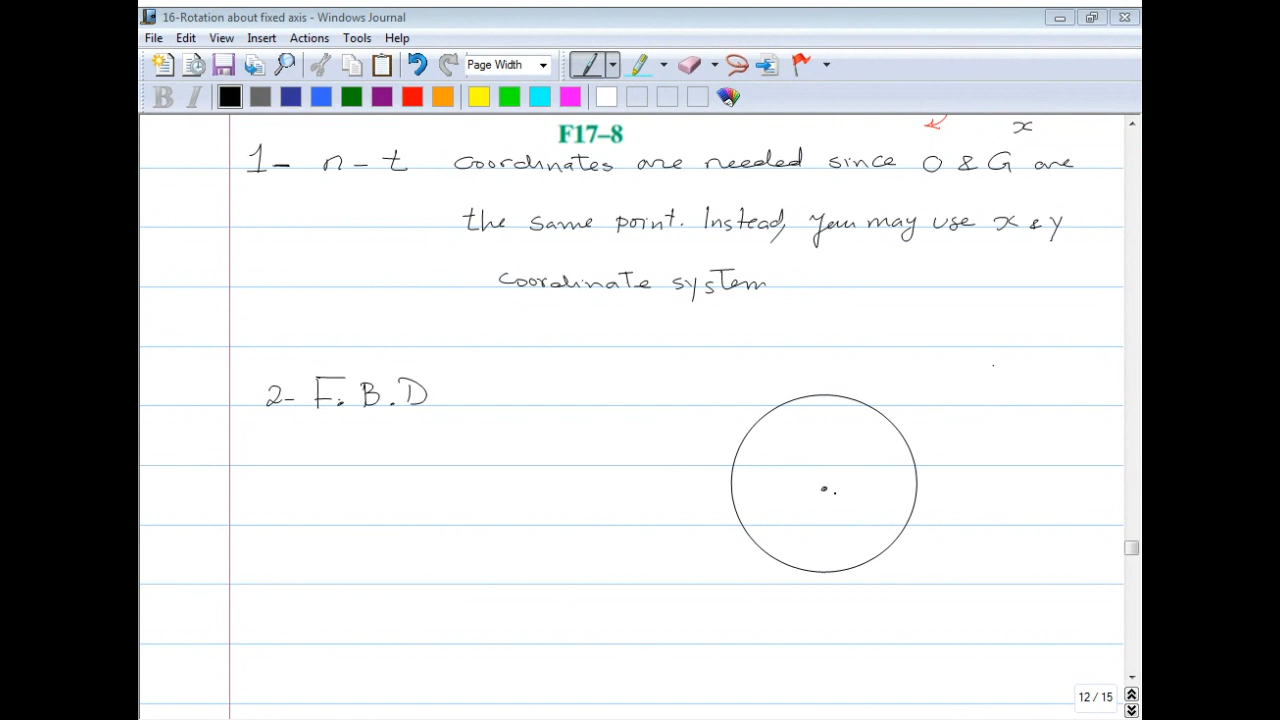 16-Rotation about fixed axis - Windows Journal
File Edit View Insert Actions Tools Help
Page Width
B I
F17–8
x
1- n - t coordinates are needed since O & G are
the same point. Instead, you may use x & y
coordinate system
2- F.B.D
12 / 15